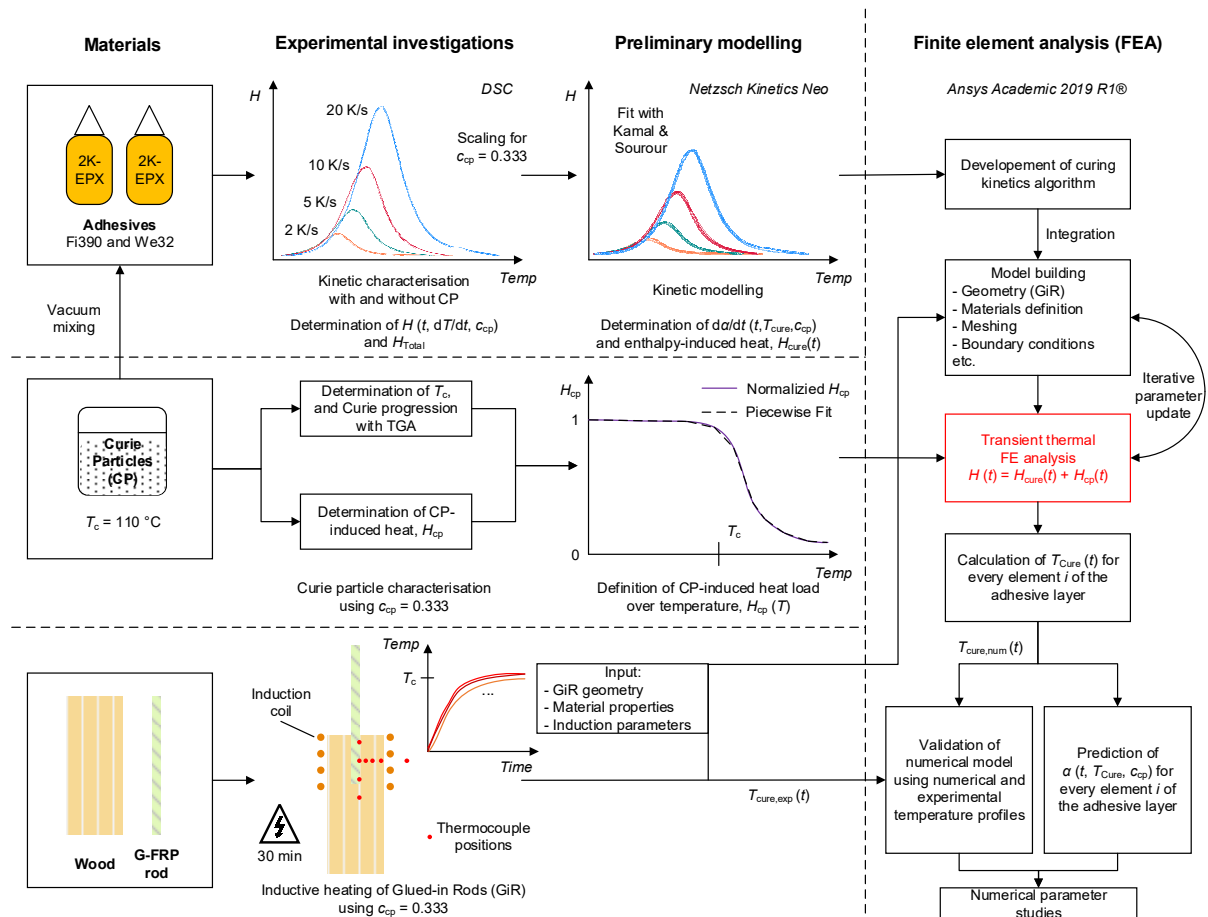 Materials
Experimental investigations
Preliminary modelling
Finite element analysis (FEA)
2K-
EPX
2K-
EPX
Adhesives
Fi390 and We32
H
DSC
20 K/s
10 K/s
5 K/s
2 K/s
Temp
Kinetic characterisation
with and without CP
Determination of H (t, dT/dt, c_cp)
and H_Total
Scaling for
c_cp = 0.333
H
Netzsch Kinetics Neo
Fit with
Kamal &
Sourour
Temp
Kinetic modelling
Determination of dα/dt (t,T_cure,c_cp)
and enthalpy-induced heat, H_cure(t)
Ansys Academic 2019 R1®
Developement of curing
kinetics algorithm
Integration
Model building
- Geometry (GiR)
- Materials definition
- Meshing
- Boundary conditions
etc.
Iterative
parameter
update
Vacuum
mixing
Curie
Particles
(CP)
T_c = 110 °C
Determination of T_c,
and Curie progression
with TGA
Determination of CP-
induced heat, H_cp
Curie particle characterisation
using c_cp = 0.333
H_cp
1
0
Normalizied H_cp
Piecewise Fit
T_c
Temp
Definition of CP-induced heat load
over temperature, H_cp (T)
Transient thermal
FE analysis
H (t) = H_cure(t) + H_cp(t)
Calculation of T_Cure (t) for
every element i of the
adhesive layer
T_cure,num (t)
Wood
G-FRP
rod
Induction
coil
30 min
Temp
T_c
...
Time
Thermocouple
positions
Inductive heating of Glued-in Rods (GiR)
using c_cp = 0.333
Input:
- GiR geometry
- Material properties
- Induction parameters
T_cure,exp (t)
Validation of
numerical model
using numerical and
experimental
temperature profiles
Prediction of
α (t, T_Cure, c_cp) for
every element i of
the adhesive layer
Numerical parameter
studies